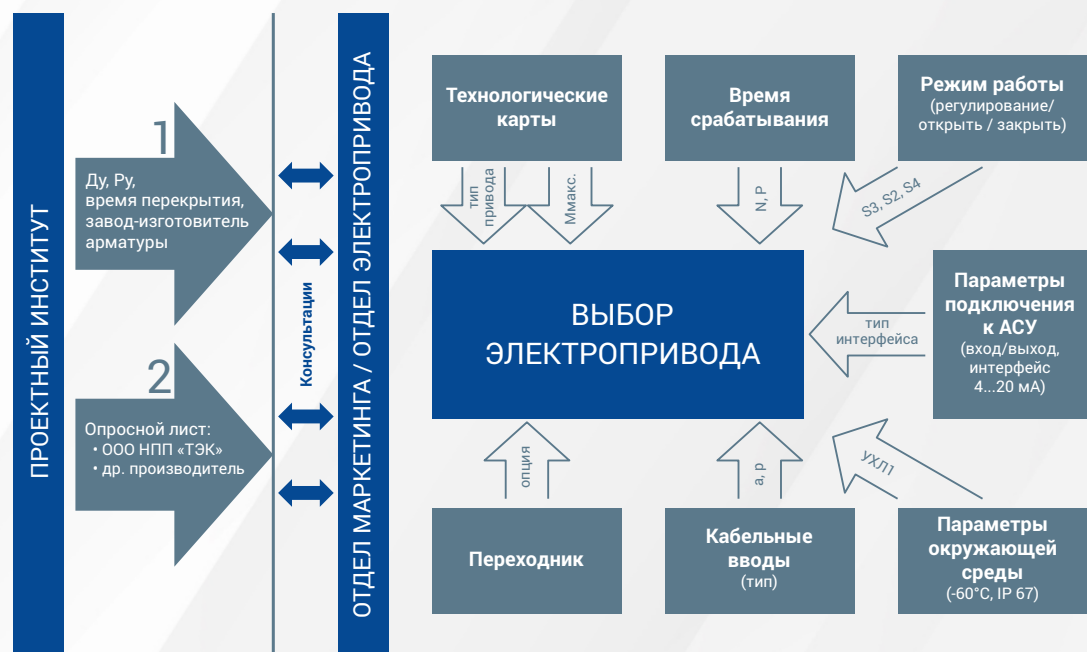 ПРОЕКТНЫЙ ИНСТИТУТ
1
Ду, Ру,
время перекрытия,
завод-изготовитель
арматуры
2
Опросной лист:
• ООО НПП «ТЭК»
• др. производитель
Консультации
ОТДЕЛ МАРКЕТИНГА / ОТДЕЛ ЭЛЕКТРОПРИВОДА
Технологические
карты
Время
срабатывания
Режим работы
(регулирование/
открыть / закрыть)
тип
привода
Ммакс.
N, P
S3, S2, S4
ВЫБОР
ЭЛЕКТРОПРИВОДА
тип
интерфейса
Параметры
подключения
к АСУ
(вход/выход,
интерфейс
4...20 мА)
опция
а, р
УХЛ1
Переходник
Кабельные
вводы
(тип)
Параметры
окружающей
среды
(-60°C, IP 67)